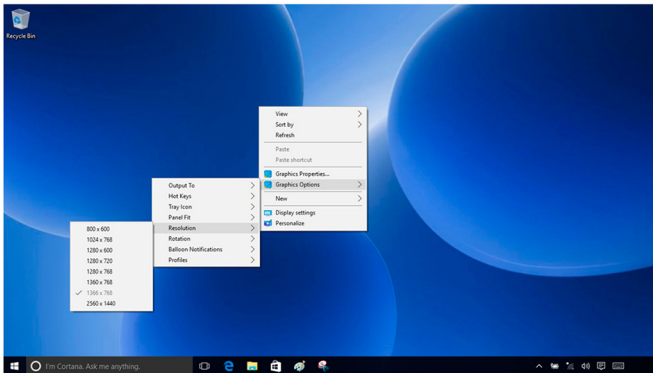 Recycle Bin
View
Sort by
Refresh
Paste
Paste shortcut
Graphics Properties...
Graphics Options
New
Display settings
Personalize
Output To
Hot Keys
Tray Icon
Panel Fit
Resolution
Rotation
Balloon Notifications
Profiles
800 x 600
1024 x 768
1280 x 600
1280 x 720
1280 x 768
1360 x 768
1366 x 768
2560 x 1440
I'm Cortana. Ask me anything.